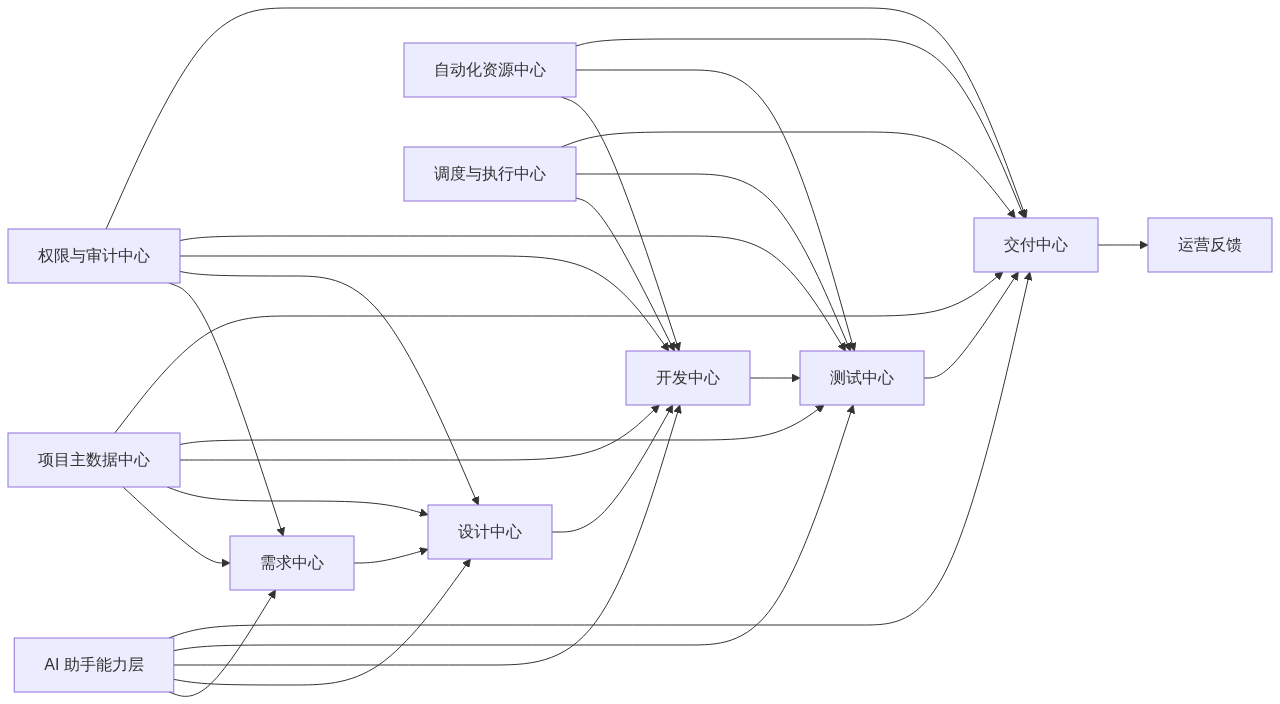 自动化资源中心
调度与执行中心
权限与审计中心
交付中心
运营反馈
开发中心
测试中心
项目主数据中心
设计中心
需求中心
AI 助手能力层